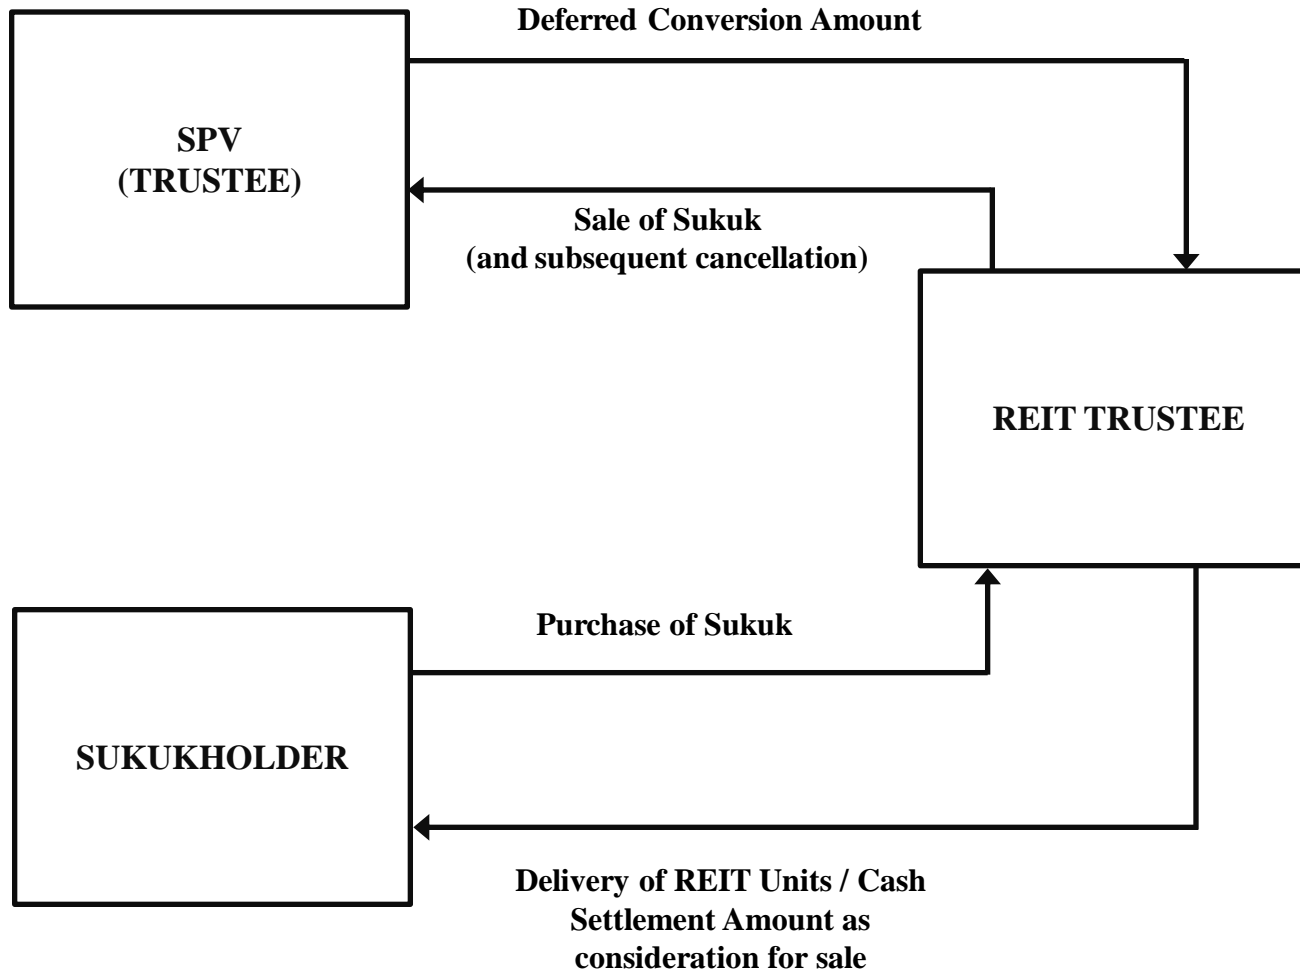 Deferred Conversion Amount
SPV
(TRUSTEE)
Sale of Sukuk
(and subsequent cancellation)
REIT TRUSTEE
Purchase of Sukuk
SUKUKHOLDER
Delivery of REIT Units / Cash
Settlement Amount as
consideration for sale